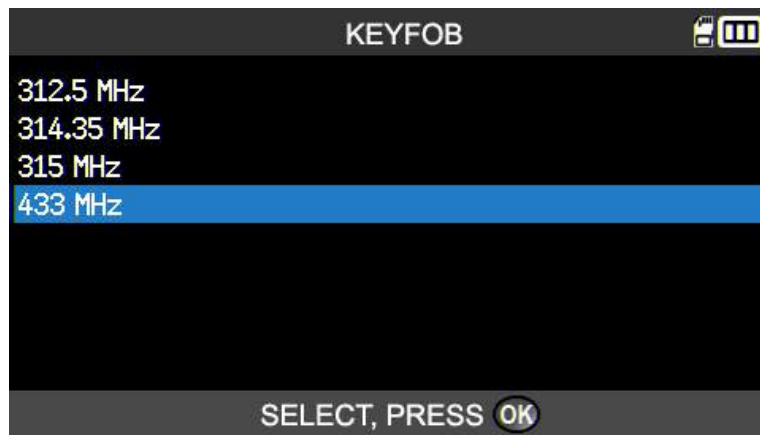 KEYFOB
312.5 MHz
314.35 MHz
315 MHz
433 MHz
SELECT, PRESS OK